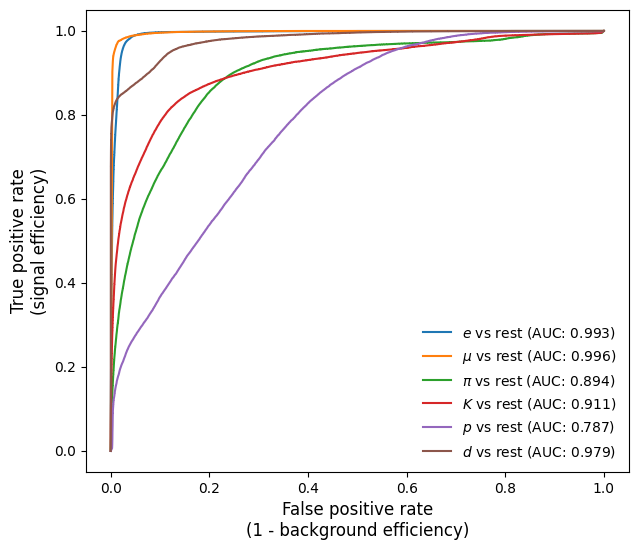 1.0
0.8
0.6
0.4
0.2
0.0
True positive rate
(signal efficiency)
e vs rest (AUC: 0.993)
μ vs rest (AUC: 0.996)
π vs rest (AUC: 0.894)
K vs rest (AUC: 0.911)
p vs rest (AUC: 0.787)
d vs rest (AUC: 0.979)
0.0 0.2 0.4 0.6 0.8 1.0
False positive rate
(1 - background efficiency)